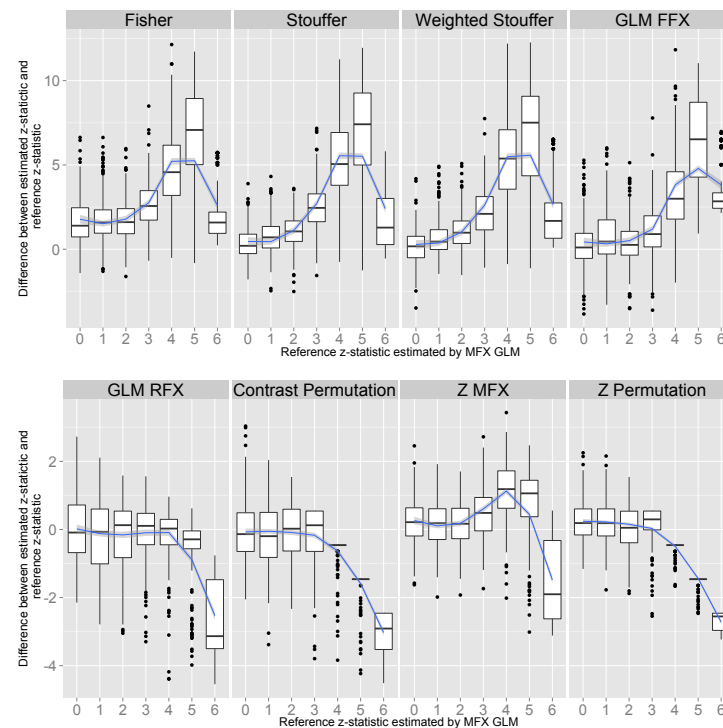 Fisher Stouffer Weighted Stouffer GLM FFX
Difference between estimated z-statictic and
reference z-statistic
10
5
0
0 1 2 3 4 5 6 0 1 2 3 4 5 6 0 1 2 3 4 5 6 0 1 2 3 4 5 6
Reference z-statistic estimated by MFX GLM
GLM RFX Contrast Permutation Z MFX Z Permutation
Difference between estimated z-statictic and
reference z-statistic
2
0
-2
-4
0 1 2 3 4 5 6 0 1 2 3 4 5 6 0 1 2 3 4 5 6 0 1 2 3 4 5 6
Reference z-statistic estimated by MFX GLM